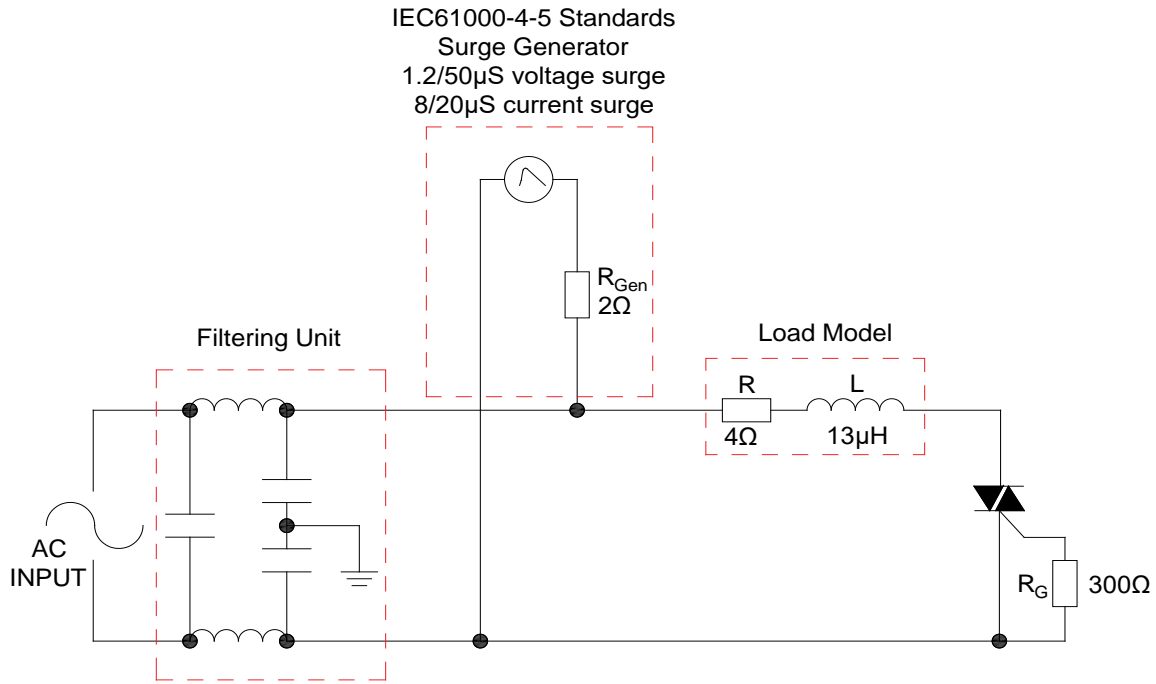 IEC61000-4-5 Standards
Surge Generator
1.2/50µS voltage surge
8/20µS current surge
RGen
2Ω
Filtering Unit
Load Model
R
L
4Ω
13µH
AC
INPUT
RG
300Ω